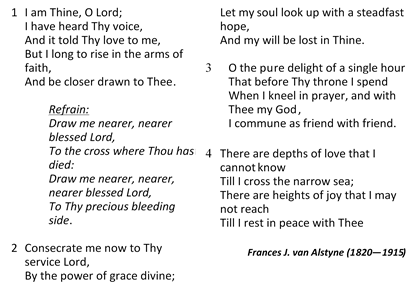 1 I am Thine, O Lord;
I have heard Thy voice,
And it told Thy love to me,
But I long to rise in the arms of
faith,
And be closer drawn to Thee.
Refrain:
Draw me nearer, nearer
blessed Lord,
To the cross where Thou has
died:
Draw me nearer, nearer,
nearer blessed Lord,
To Thy precious bleeding
side.
2 Consecrate me now to Thy
service Lord,
By the power of grace divine;
Let my soul look up with a steadfast
hope,
And my will be lost in Thine.
3 O the pure delight of a single hour
That before Thy throne I spend
When I kneel in prayer, and with
Thee my God,
I commune as friend with friend.
4 There are depths of love that I
cannot know
Till I cross the narrow sea;
There are heights of joy that I may
not reach
Till I rest in peace with Thee
Frances J. van Alstyne (1820—1915)